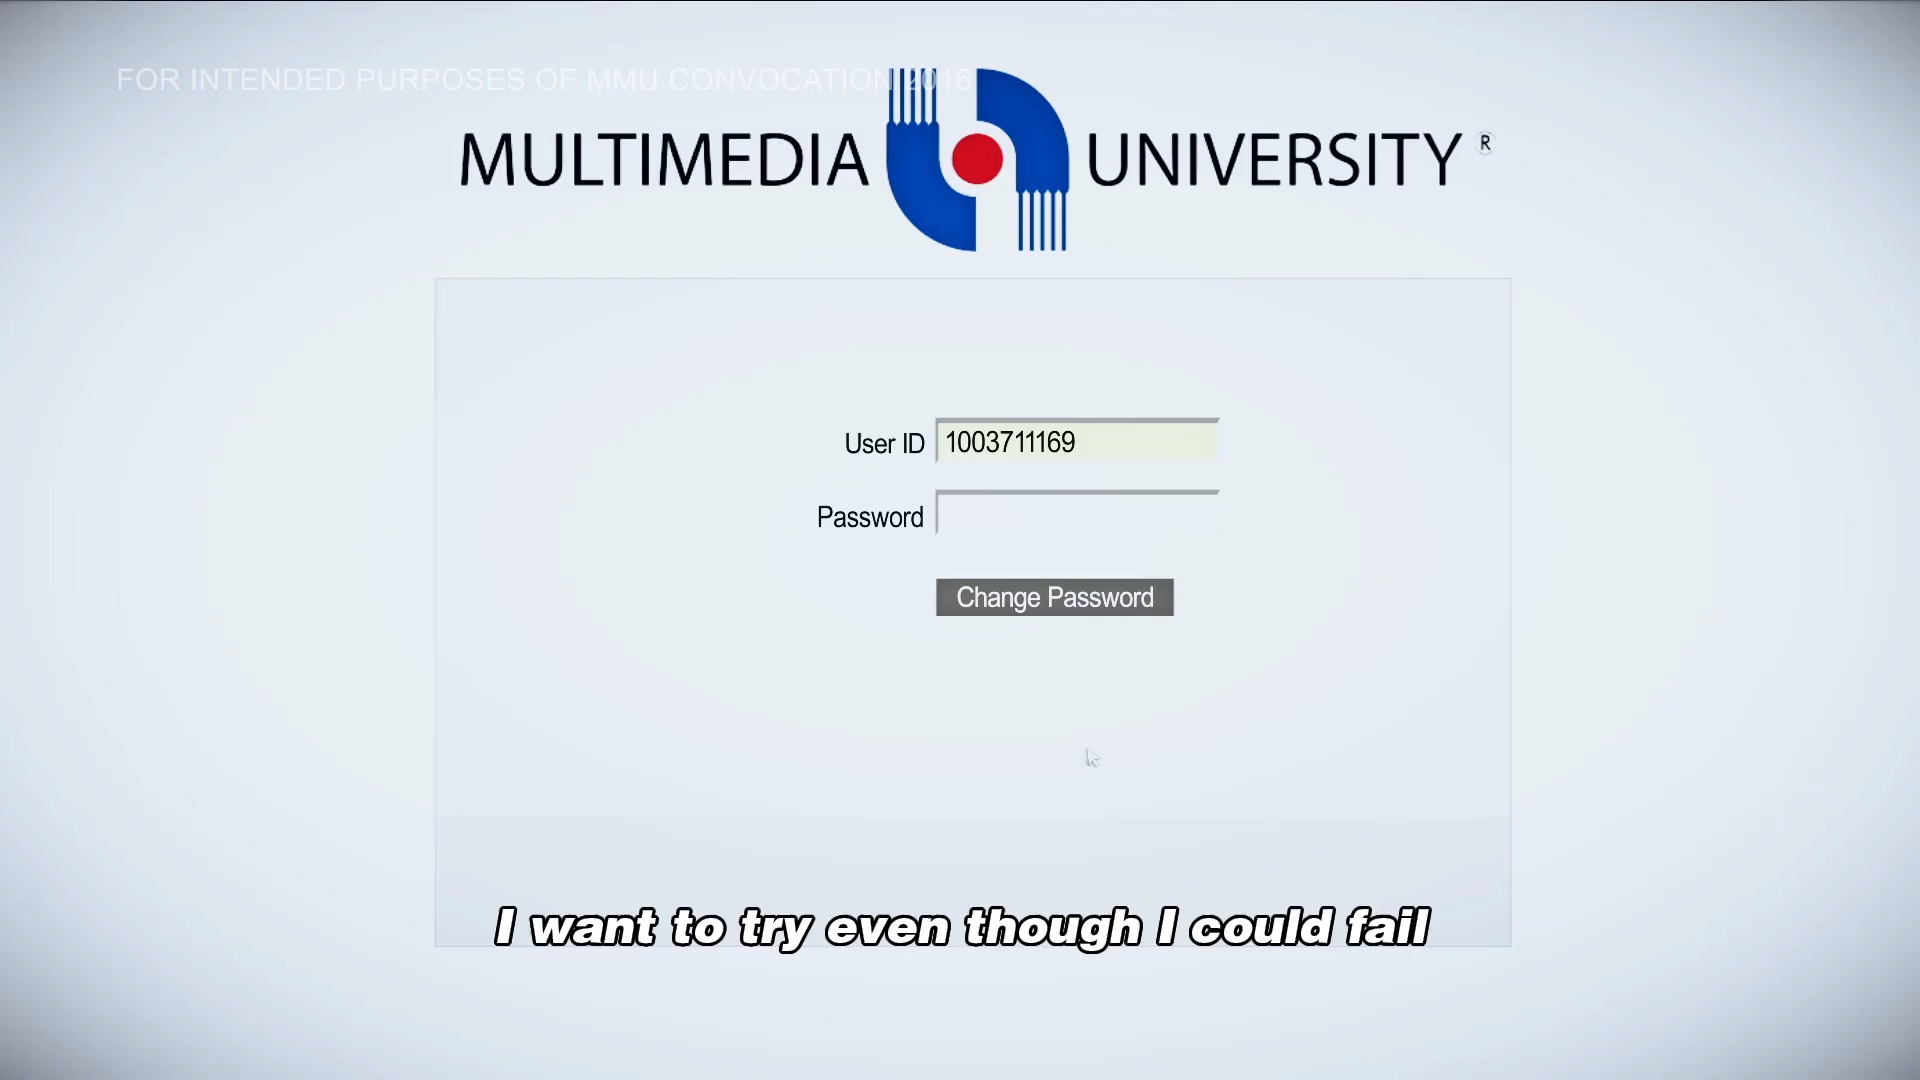 FOR INTENDED PURPOSES OF MMU CONVOCATION 2016
MULTIMEDIA UNIVERSITY ®
User ID 1003711169
Password
Change Password
I want to try even though I could fail